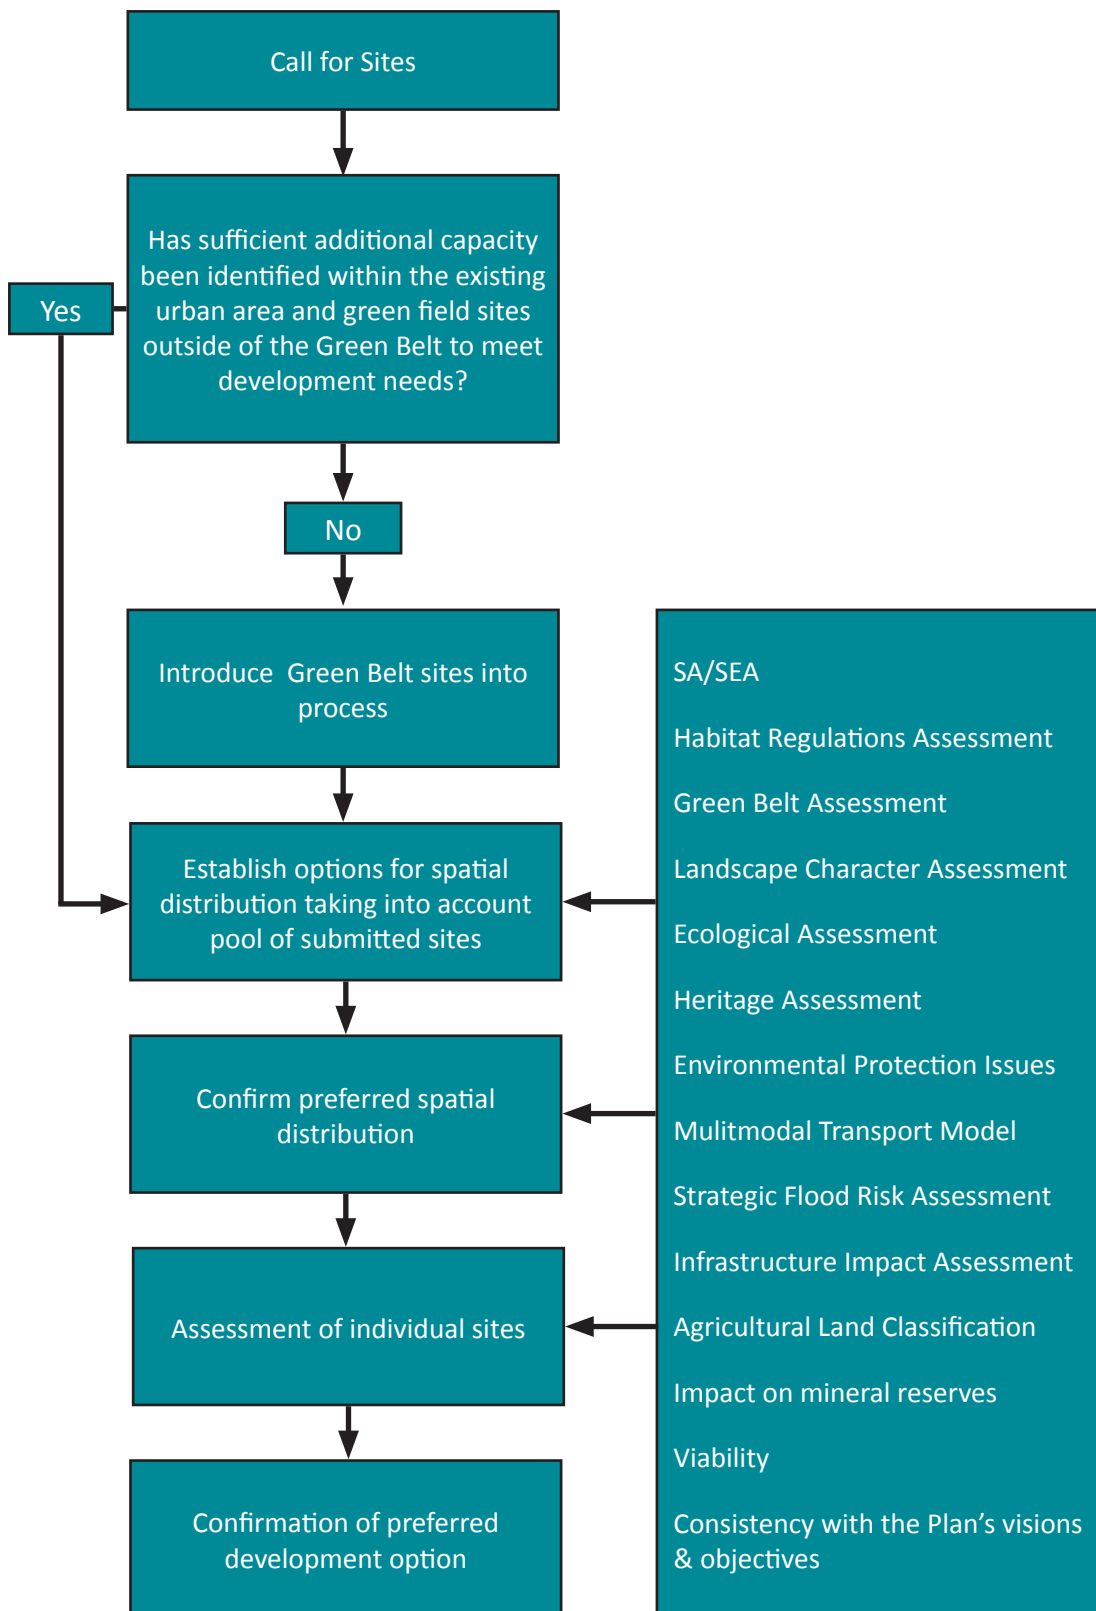 Call for Sites
Has sufficient additional capacity
been identified within the existing
urban area and green field sites
outside of the Green Belt to meet
development needs?
Yes
No
Introduce Green Belt sites into
process
Establish options for spatial
distribution taking into account
pool of submitted sites
Confirm preferred spatial
distribution
Assessment of individual sites
Confirmation of preferred
development option
SA/SEA
Habitat Regulations Assessment
Green Belt Assessment
Landscape Character Assessment
Ecological Assessment
Heritage Assessment
Environmental Protection Issues
Mulitmodal Transport Model
Strategic Flood Risk Assessment
Infrastructure Impact Assessment
Agricultural Land Classification
Impact on mineral reserves
Viability
Consistency with the Plan’s visions
& objectives